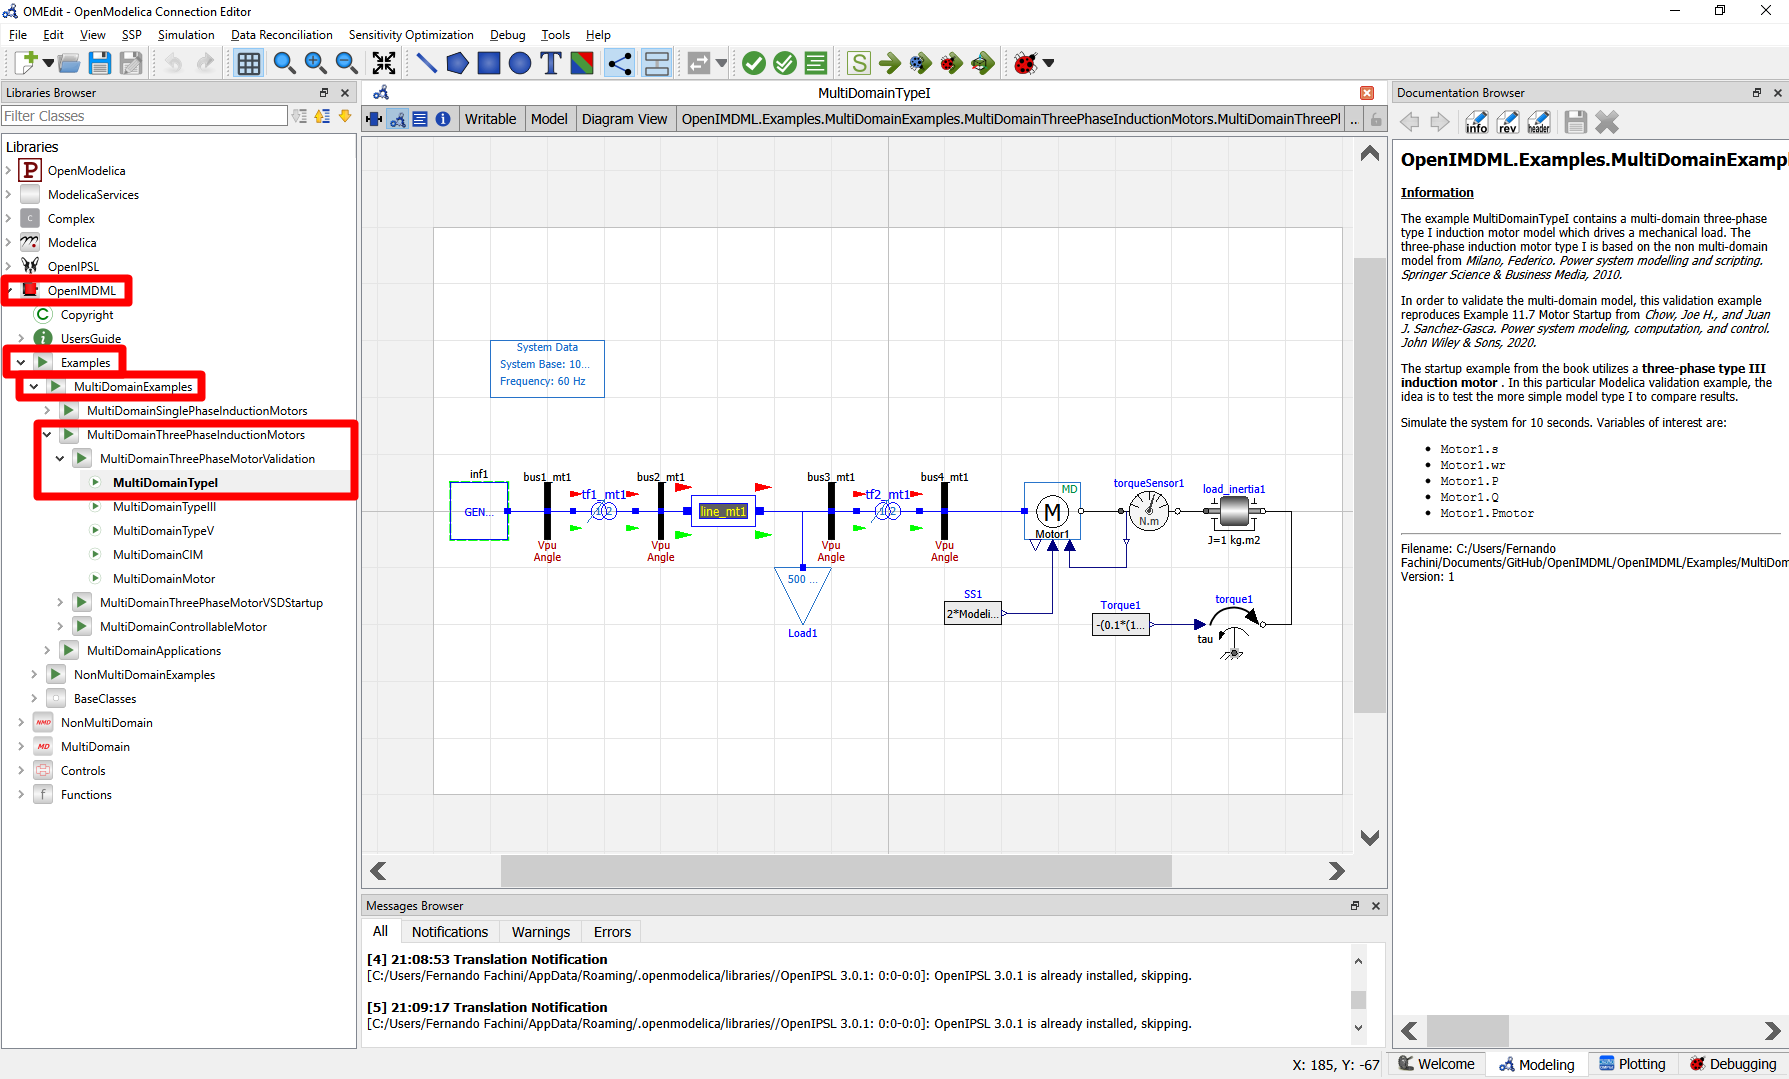 OMEdit - OpenModelica Connection Editor
File Edit View SSP Simulation Data Reconciliation Sensitivity Optimization Debug Tools Help
Libraries Browser
Filter Classes
Libraries
P OpenModelica
ModelicaServices
C Complex
Modelica
OpenIPSL
OpenIMDML
C Copyright
i UsersGuide
Examples
MultiDomainExamples
MultiDomainSinglePhaseInductionMotors
MultiDomainThreePhaseInductionMotors
MultiDomainThreePhaseMotorValidation
MultiDomainTypeI
MultiDomainTypeIII
MultiDomainTypeV
MultiDomainCIM
MultiDomainMotor
MultiDomainThreePhaseMotorVSDStartup
MultiDomainControllableMotor
MultiDomainApplications
NonMultiDomainExamples
BaseClasses
NMD NonMultiDomain
MD MultiDomain
Controls
f Functions
MultiDomainTypeI
Writable Model Diagram View OpenIMDML.Examples.MultiDomainExamples.MultiDomainThreePhaseInductionMotors.MultiDomainThreePl ..
System Data
System Base: 10...
Frequency: 60 Hz
inf1
GEN...
bus1_mt1
Vpu
Angle
tf1_mt1
1 2
bus2_mt1
Vpu
Angle
line_mt1
500 ...
Load1
bus3_mt1
Vpu
Angle
tf2_mt1
1 2
bus4_mt1
Vpu
Angle
MD
M
Motor1
torqueSensor1
N.m
load_inertia1
J=1 kg.m2
SS1
2*Modeli...
Torque1
-(0.1*(1...
torque1
tau
Messages Browser
All Notifications Warnings Errors
[4] 21:08:53 Translation Notification
[C:/Users/Fernando Fachini/AppData/Roaming/.openmodelica/libraries//OpenIPSL 3.0.1: 0:0-0:0]: OpenIPSL 3.0.1 is already installed, skipping.
[5] 21:09:17 Translation Notification
[C:/Users/Fernando Fachini/AppData/Roaming/.openmodelica/libraries//OpenIPSL 3.0.1: 0:0-0:0]: OpenIPSL 3.0.1 is already installed, skipping.
Documentation Browser
info rev header
OpenIMDML.Examples.MultiDomainExamp
Information
The example MultiDomainTypeI contains a multi-domain three-phase
type I induction motor model which drives a mechanical load. The
three-phase induction motor type I is based on the non multi-domain
model from Milano, Federico. Power system modelling and scripting.
Springer Science & Business Media, 2010.
In order to validate the multi-domain model, this validation example
reproduces Example 11.7 Motor Startup from Chow, Joe H., and Juan
J. Sanchez-Gasca. Power system modeling, computation, and control.
John Wiley & Sons, 2020.
The startup example from the book utilizes a three-phase type III
induction motor . In this particular Modelica validation example, the
idea is to test the more simple model type I to compare results.
Simulate the system for 10 seconds. Variables of interest are:
• Motor1.s
• Motor1.wr
• Motor1.P
• Motor1.Q
• Motor1.Pmotor
Filename: C:/Users/Fernando
Fachini/Documents/GitHub/OpenIMDML/OpenIMDML/Examples/MultiDom
Version: 1
X: 185, Y: -67 Welcome Modeling Plotting Debugging